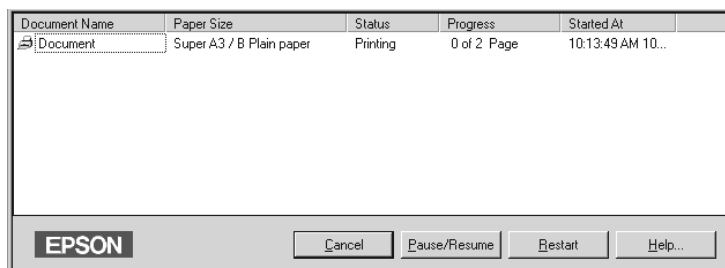 Document Name Paper Size Status Progress Started At
Document Super A3 / B Plain paper Printing 0 of 2 Page 10:13:49 AM 10...
EPSON Cancel Pause/Resume Restart Help...